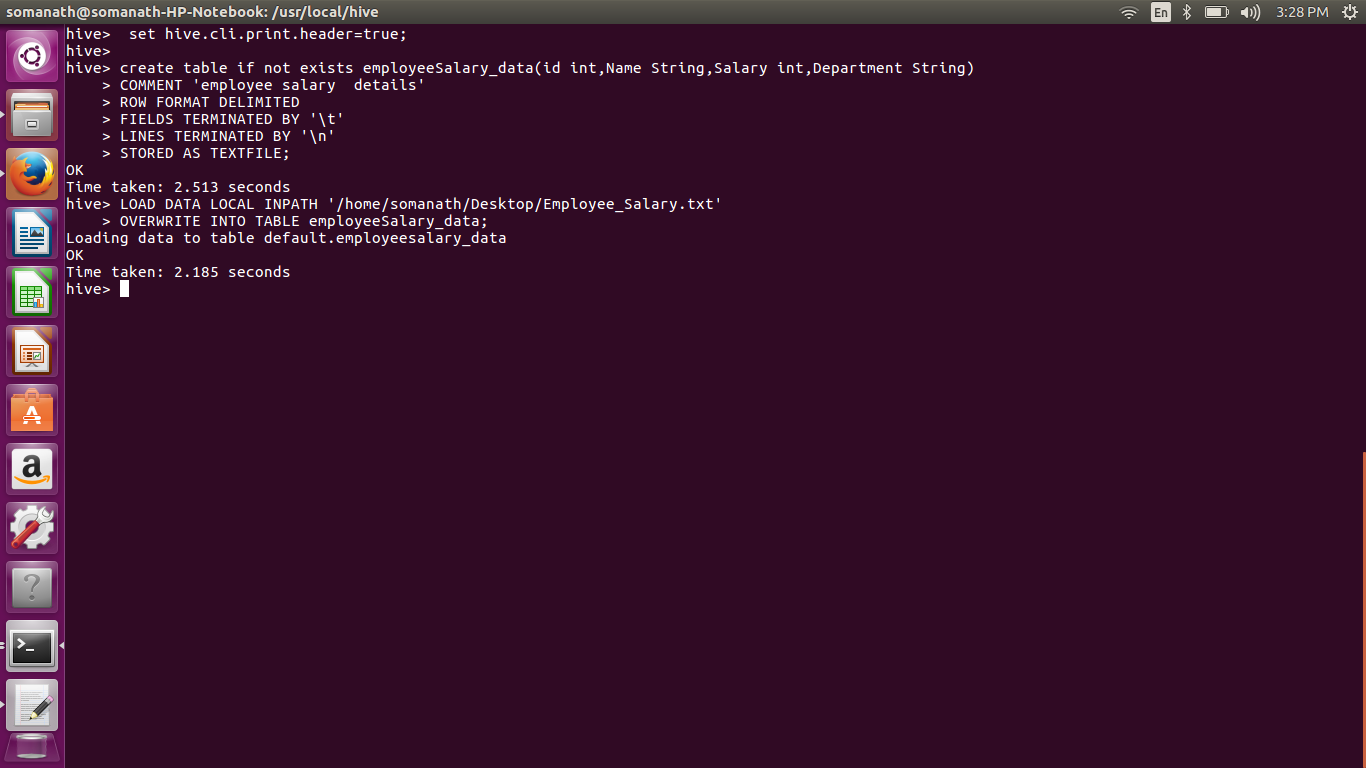 somanath@somanath-HP-Notebook: /usr/local/hive
En
3:28 PM
hive>  set hive.cli.print.header=true;
hive>
hive> create table if not exists employeeSalary_data(id int,Name String,Salary int,Department String)
    > COMMENT 'employee salary  details'
    > ROW FORMAT DELIMITED
    > FIELDS TERMINATED BY '\t'
    > LINES TERMINATED BY '\n'
    > STORED AS TEXTFILE;
OK
Time taken: 2.513 seconds
hive> LOAD DATA LOCAL INPATH '/home/somanath/Desktop/Employee_Salary.txt'
    > OVERWRITE INTO TABLE employeeSalary_data;
Loading data to table default.employeesalary_data
OK
Time taken: 2.185 seconds
hive>